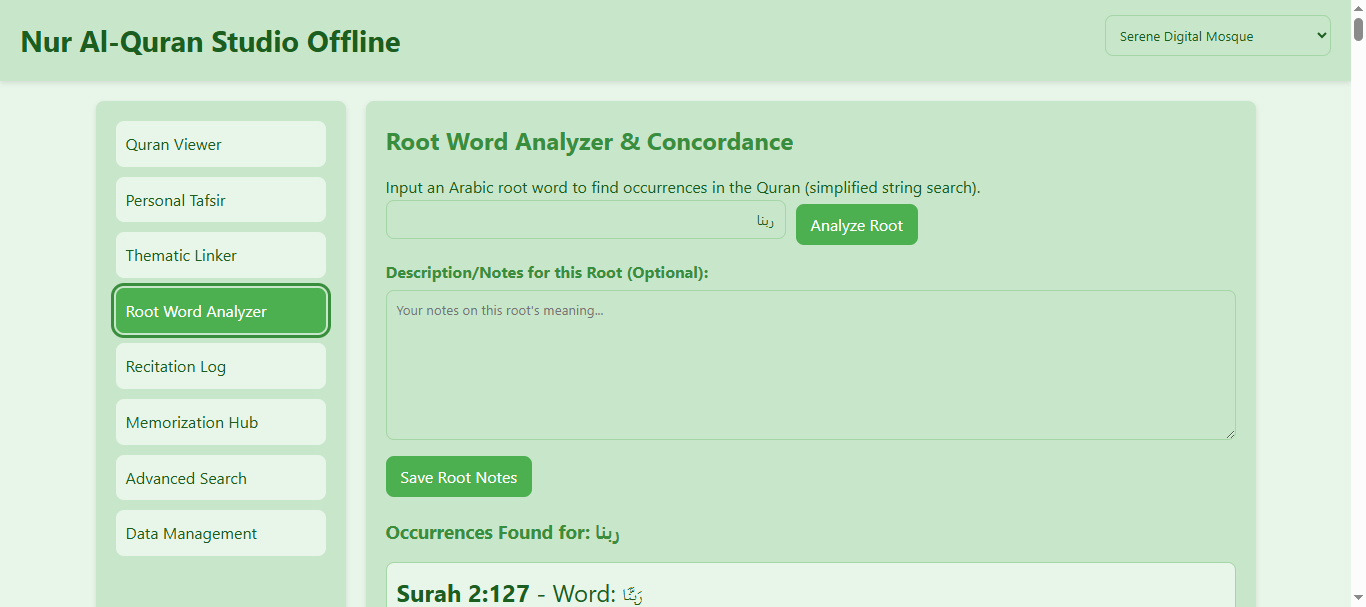 Nur Al-Quran Studio Offline
Serene Digital Mosque
Quran Viewer
Personal Tafsir
Thematic Linker
Root Word Analyzer
Recitation Log
Memorization Hub
Advanced Search
Data Management
Root Word Analyzer & Concordance
Input an Arabic root word to find occurrences in the Quran (simplified string search).
ربنا
Analyze Root
Description/Notes for this Root (Optional):
Your notes on this root's meaning...
Save Root Notes
Occurrences Found for: ربنا
Surah 2:127 - Word: رَبَّنَا